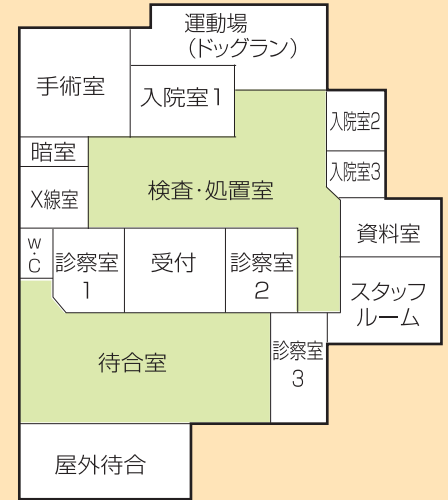 運動場
(ドッグラン)
手術室
入院室1
入院室2
暗室
検査・処置室
入院室3
X線室
資料室
W・C
診察室
1
受付
診察室
2
スタッフ
ルーム
待合室
診察室
3
屋外待合